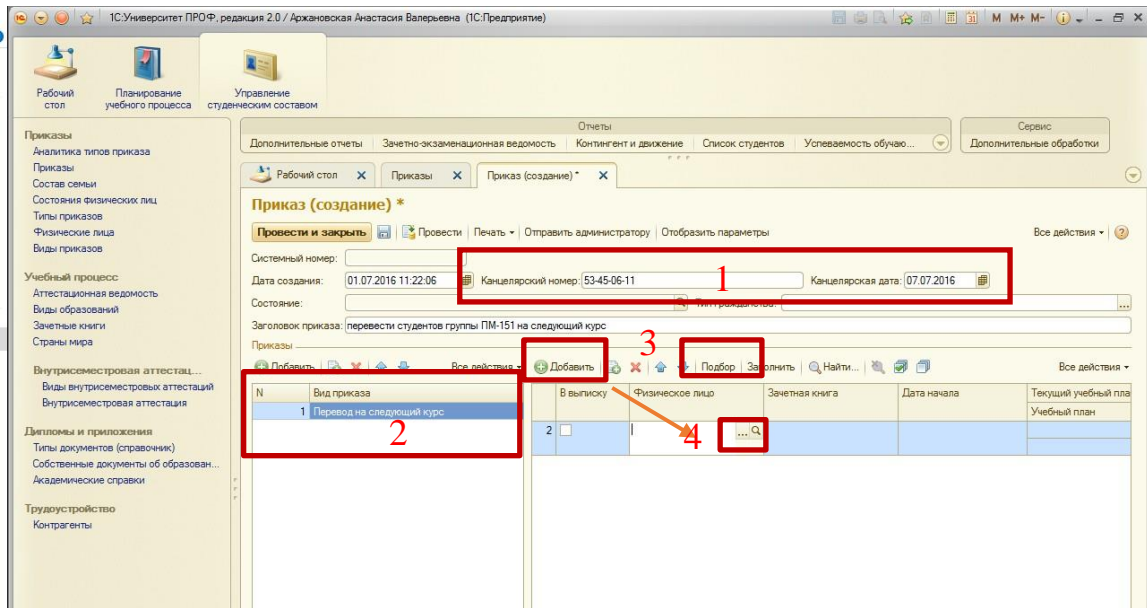 1С:Университет ПРОФ, редакция 2.0 / Аржановская Анастасия Валерьевна (1С:Предприятие)
M M+ M-
Рабочий стол
Планирование учебного процесса
Управление студенческим составом
Отчеты
Сервис
Дополнительные отчеты Зачетно-экзаменационная ведомость Контингент и движение Список студентов Успеваемость обучаю...
Дополнительные обработки
Приказы
Аналитика типов приказа
Приказы
Состав семьи
Состояния физических лиц
Типы приказов
Физические лица
Виды приказов
Учебный процесс
Аттестационная ведомость
Виды образований
Зачетные книги
Страны мира
Внутрисеместровая аттестац...
Виды внутрисеместровых аттестаций
Внутрисеместровая аттестация
Дипломы и приложения
Типы документов (справочник)
Собственные документы об образован...
Академические справки
Трудоустройство
Контрагенты
Рабочий стол Приказы Приказ (создание) *
Приказ (создание) *
Провести и закрыть Провести Печать Отправить администратору Отобразить параметры Все действия
Системный номер:
Дата создания: 01.07.2016 11:22:06 Канцелярский номер: 53-45-06-11 Канцелярская дата: 07.07.2016
1
Состояние: Тип гражданства: ...
Заголовок приказа: перевести студентов группы ПМ-151 на следующий курс
3
Приказы
Добавить Все действия Добавить Подбор Заполнить Найти... Все действия
N Вид приказа
1 Перевод на следующий курс
2
В выписку Физическое лицо Зачетная книга Дата начала Текущий учебный пла
Учебный план
2 ...
4